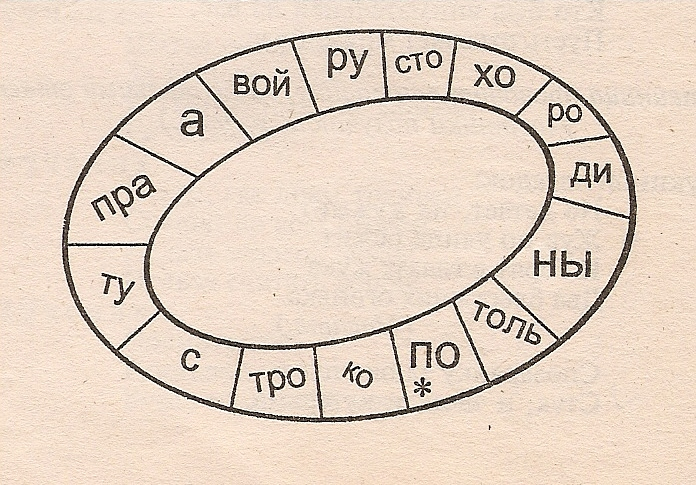 ПО
*
ко
тро
с
ту
пра
а
вой
ру
сто
хо
ро
ди
ны
толь